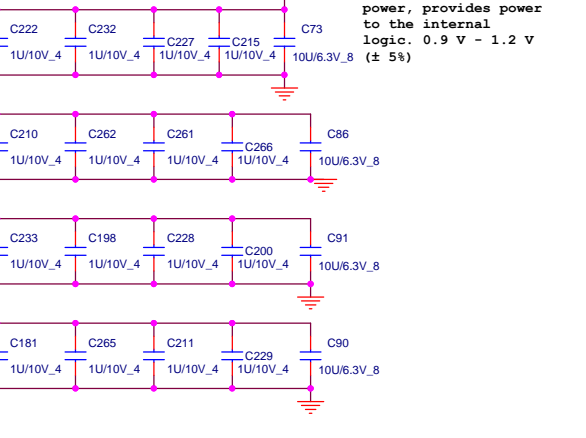 power, provides power
to the internal
logic. 0.9 V - 1.2 V
(± 5%)
C222 C232 C227 C215 C73
1U/10V_4 1U/10V_4 1U/10V_4 1U/10V_4 10U/6.3V_8
C210 C262 C261 C266 C86
1U/10V_4 1U/10V_4 1U/10V_4 1U/10V_4 10U/6.3V_8
C233 C198 C228 C200 C91
1U/10V_4 1U/10V_4 1U/10V_4 1U/10V_4 10U/6.3V_8
C181 C265 C211 C229 C90
1U/10V_4 1U/10V_4 1U/10V_4 1U/10V_4 10U/6.3V_8